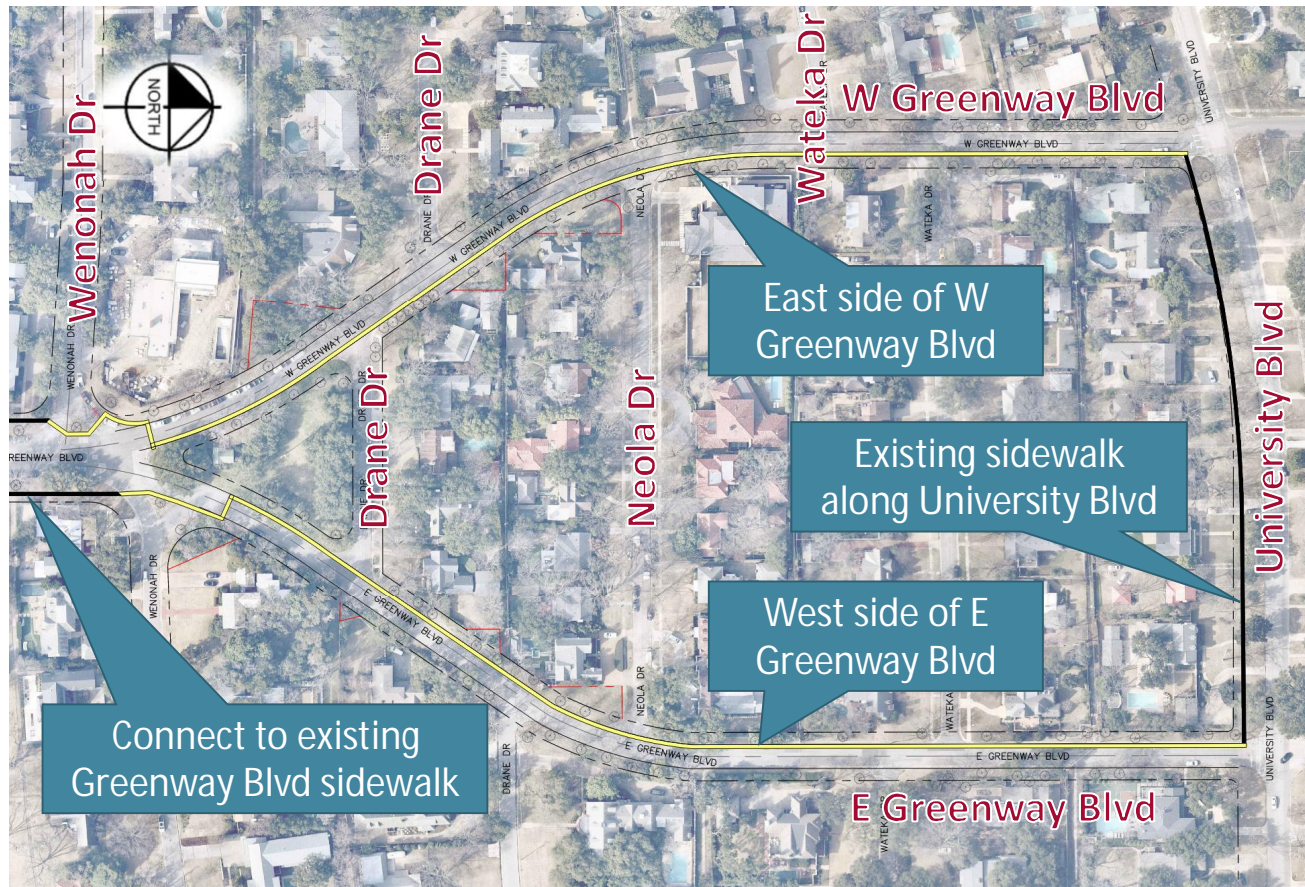 Wenonah Dr
Drane Dr
Wateka Dr
W Greenway Blvd
NORTH
UNIVERSITY BLVD
W GREENWAY BLVD
DRANE DR
NEOLA DR
WATEKA DR
W GREENWAY BLVD
East side of W
Greenway Blvd
WENONAH DR
W GREENWAY BLVD
Drane Dr
Neola Dr
University Blvd
Existing sidewalk
along University Blvd
GREENWAY BLVD
WENONAH DR
E GREENWAY BLVD
West side of E
Greenway Blvd
NEOLA DR
Connect to existing
Greenway Blvd sidewalk
DRANE DR
E GREENWAY BLVD
E GREENWAY BLVD
UNIVERSITY BLVD
E Greenway Blvd